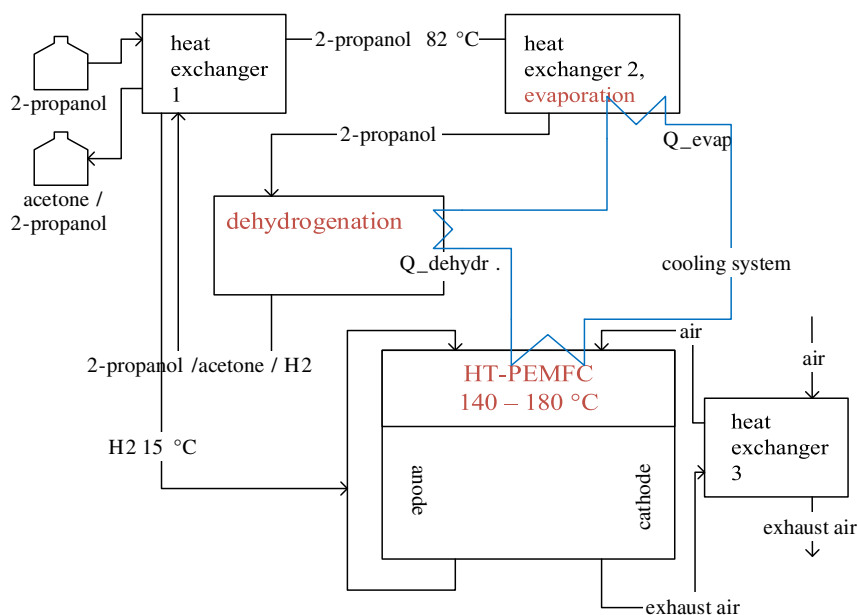 heat
exchanger
1
2-propanol 82 °C
heat
exchanger 2,
evaporation
2-propanol
acetone /
2-propanol
2-propanol
Q_evap
dehydrogenation
Q_dehydr .
cooling system
2-propanol /acetone / H2
air
air
HT-PEMFC
140 – 180 °C
heat
exchanger
3
H2 15 °C
anode
cathode
exhaust air
exhaust air